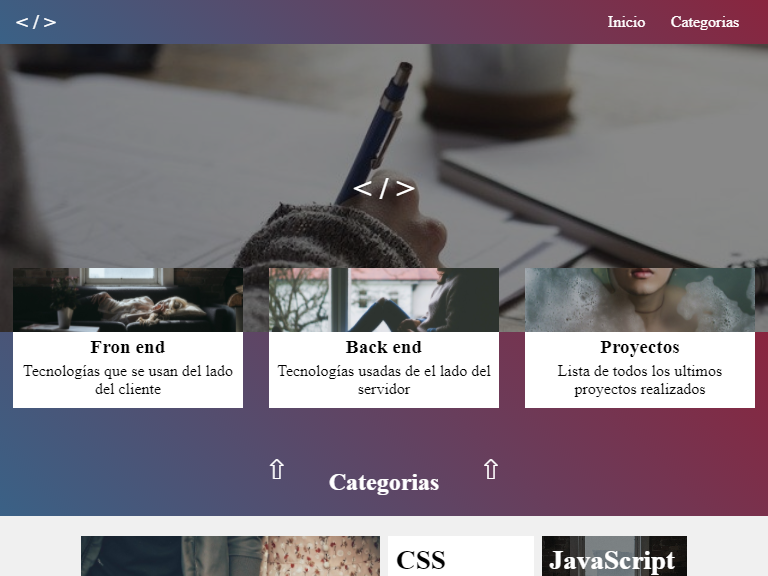 </> Inicio Categorias
</>
Fron end
Tecnologías que se usan del lado
del cliente
Back end
Tecnologías usadas de el lado del
servidor
Proyectos
Lista de todos los ultimos
proyectos realizados
⇧ Categorias ⇧
CSS
JavaScript